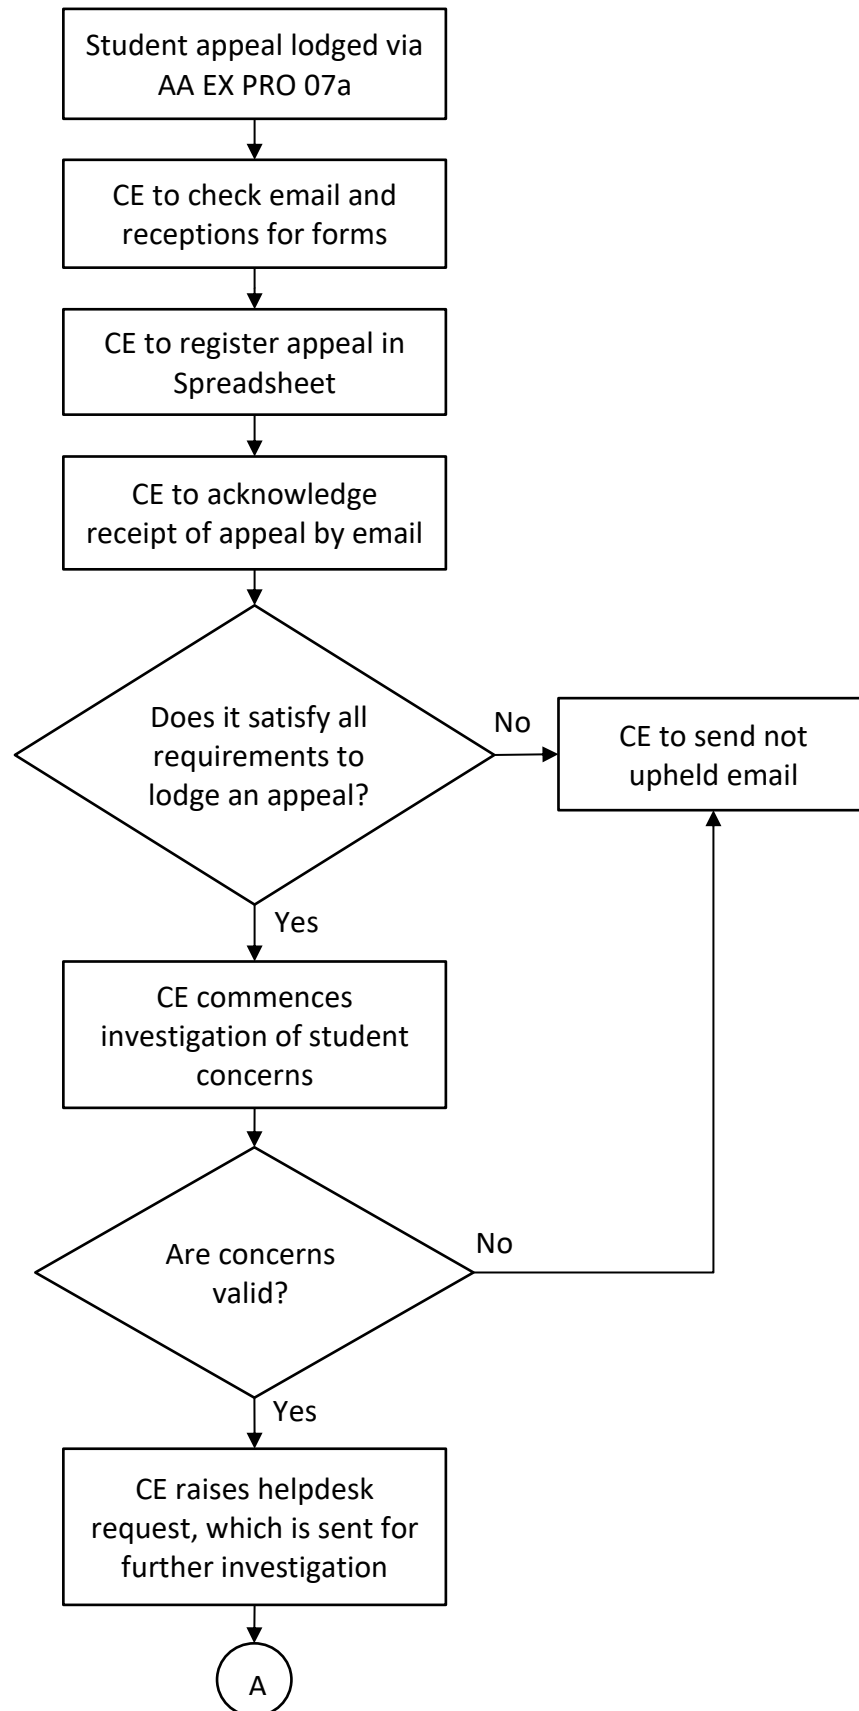 Student appeal lodged via
AA EX PRO 07a
CE to check email and
receptions for forms
CE to register appeal in
Spreadsheet
CE to acknowledge
receipt of appeal by email
Does it satisfy all
requirements to
lodge an appeal?
No
CE to send not
upheld email
Yes
CE commences
investigation of student
concerns
Are concerns
valid?
No
Yes
CE raises helpdesk
request, which is sent for
further investigation
A